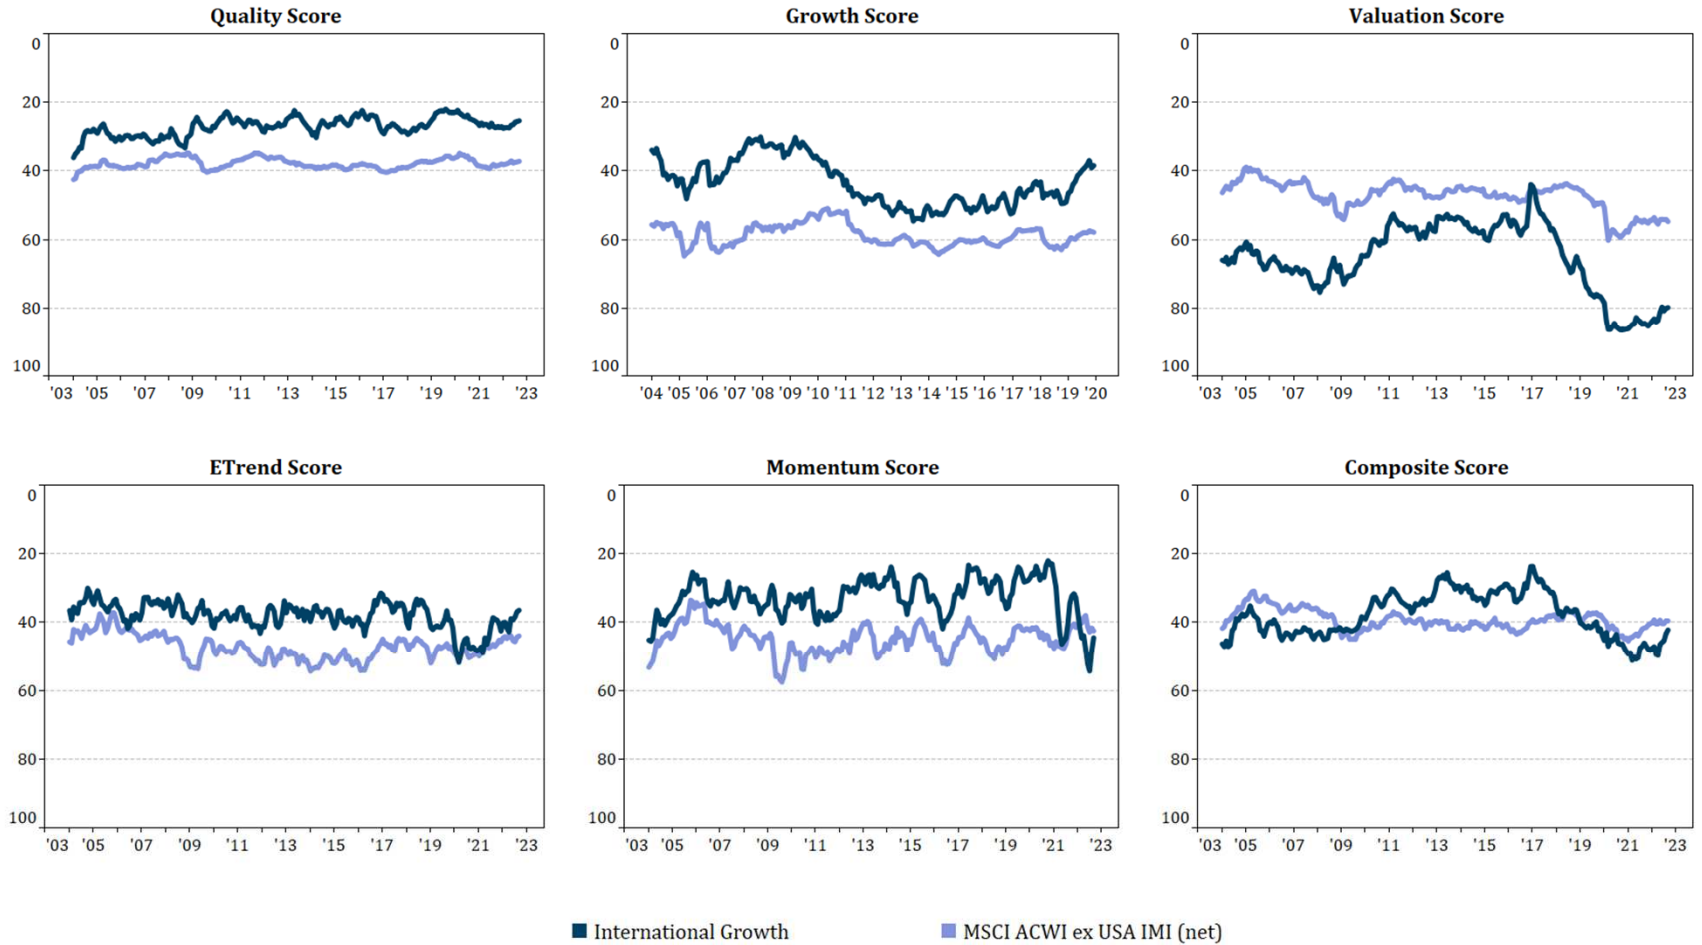 Quality Score
0
20
40
60
80
100
'03 '05 '07 '09 '11 '13 '15 '17 '19 '21 '23
Growth Score
0
20
40
60
80
100
'04 '05 '06 '07 '08 '09 '10 '11 '12 '13 '14 '15 '16 '17 '18 '19 '20
Valuation Score
0
20
40
60
80
100
'03 '05 '07 '09 '11 '13 '15 '17 '19 '21 '23
ETrend Score
0
20
40
60
80
100
'03 '05 '07 '09 '11 '13 '15 '17 '19 '21 '23
Momentum Score
0
20
40
60
80
100
'03 '05 '07 '09 '11 '13 '15 '17 '19 '21 '23
Composite Score
0
20
40
60
80
100
'03 '05 '07 '09 '11 '13 '15 '17 '19 '21 '23
International Growth
MSCI ACWI ex USA IMI (net)